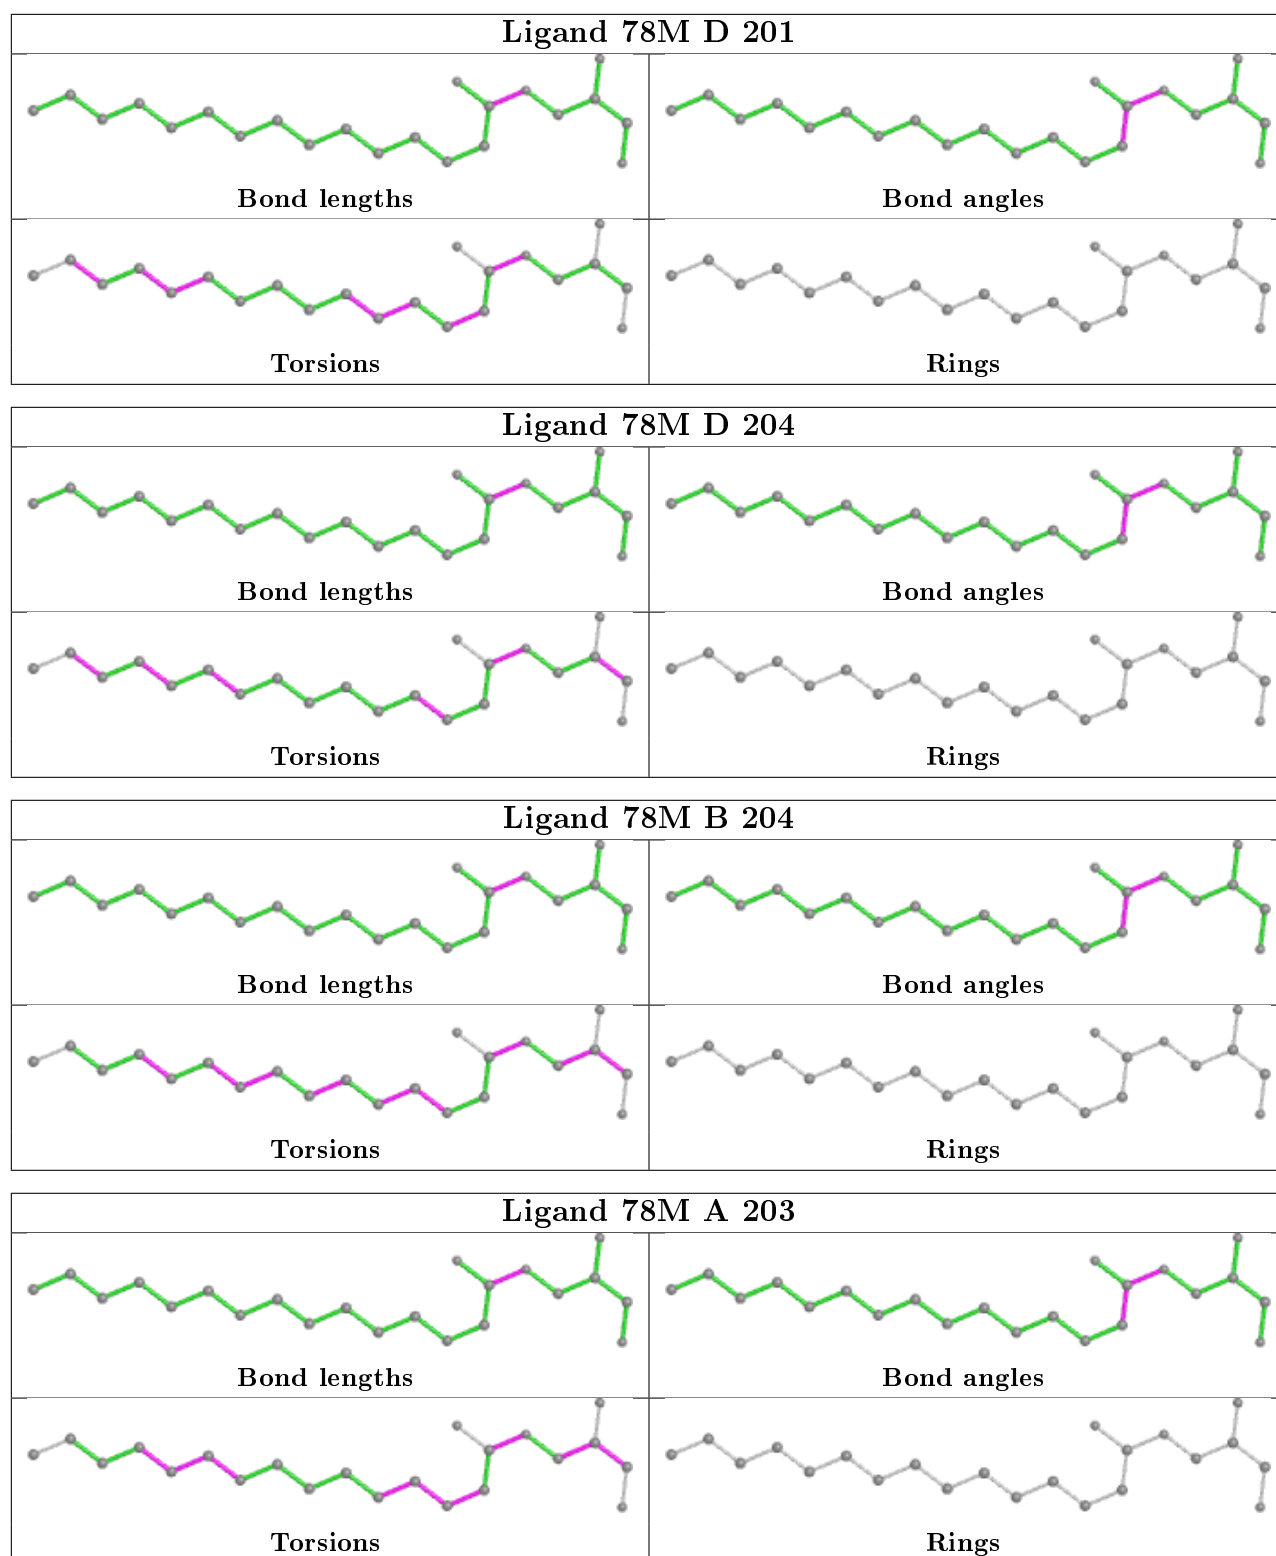 Ligand 78M D 201
Bond lengths
Bond angles
Torsions
Rings
Ligand 78M D 204
Bond lengths
Bond angles
Torsions
Rings
Ligand 78M B 204
Bond lengths
Bond angles
Torsions
Rings
Ligand 78M A 203
Bond lengths
Bond angles
Torsions
Rings